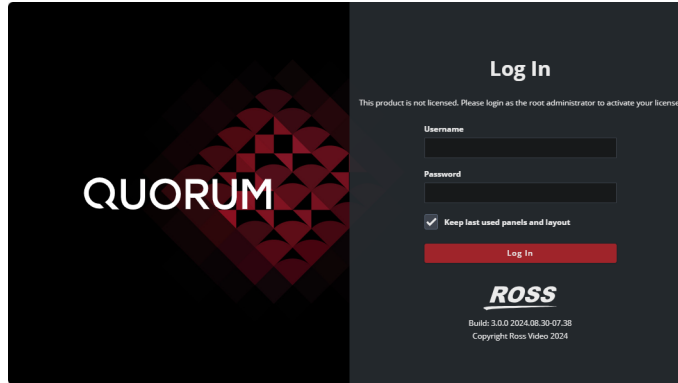 QUORUM
Log In
This product is not licensed. Please login as the root administrator to activate your license
Username
Password
Keep last used panels and layout
Log In
ROSS
Build: 3.0.0 2024.08.30-07.38
Copyright Ross Video 2024